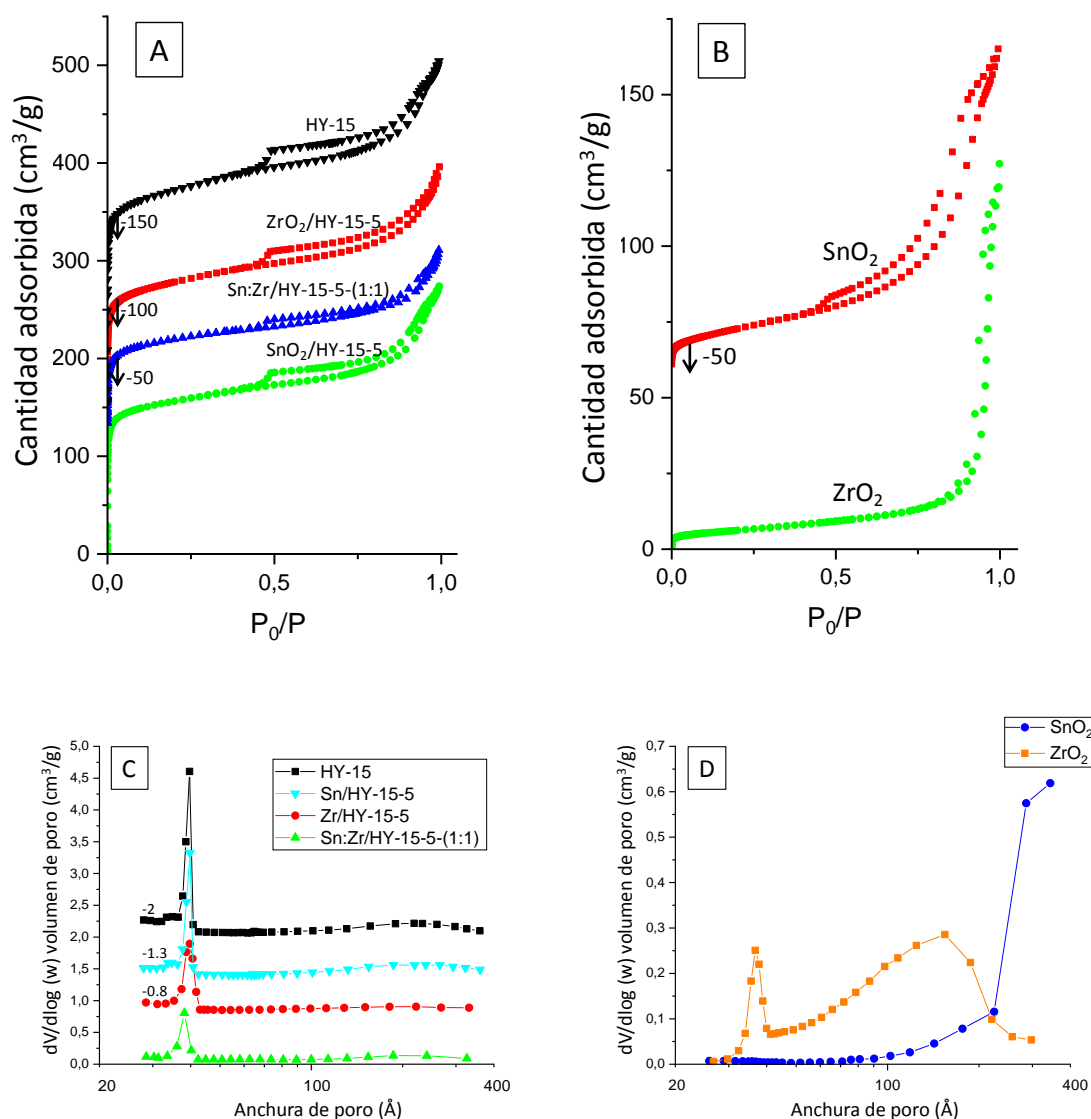 A
Cantidad adsorbida (cm³/g)
500
400
300
200
100
0
HY-15
-150
ZrO₂/HY-15-5
-100
Sn:Zr/HY-15-5-(1:1)
-50
SnO₂/HY-15-5
0,0
0,5
1,0
P₀/P
B
Cantidad adsorbida (cm³/g)
150
100
50
0
SnO₂
-50
ZrO₂
0,0
0,5
1,0
P₀/P
C
dV/dlog (w) volumen de poro (cm³/g)
5,0
4,5
4,0
3,5
3,0
2,5
2,0
1,5
1,0
0,5
0,0
HY-15
Sn/HY-15-5
Zr/HY-15-5
Sn:Zr/HY-15-5-(1:1)
-2
-1.3
-0.8
20
100
400
Anchura de poro (Å)
SnO₂
ZrO₂
D
dV/dlog (w) volumen de poro (cm³/g)
0,7
0,6
0,5
0,4
0,3
0,2
0,1
0,0
20
100
400
Anchura de poro (Å)